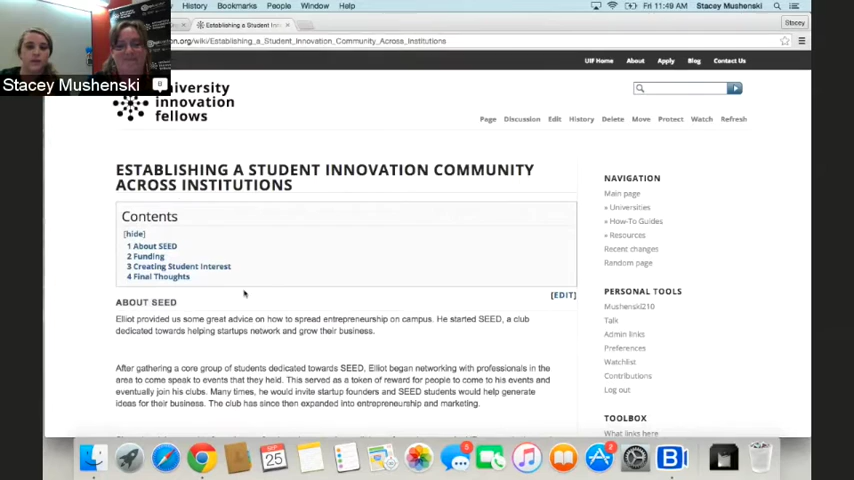 History Bookmarks People Window Help
Fri 11:49 AM Stacey Mushenski
Establishing a Student Inn
Stacey
on.org/wiki/Establishing_a_Student_Innovation_Community_Across_Institutions
Stacey Mushenski
UIF Home About Apply Blog Contact Us
university
innovation
fellows
Page Discussion Edit History Delete Move Protect Watch Refresh
ESTABLISHING A STUDENT INNOVATION COMMUNITY
ACROSS INSTITUTIONS
Contents
[hide]
1 About SEED
2 Funding
3 Creating Student Interest
4 Final Thoughts
ABOUT SEED
[EDIT]
Elliot provided us some great advice on how to spread entrepreneurship on campus. He started SEED, a club
dedicated towards helping startups network and grow their business.
After gathering a core group of students dedicated towards SEED, Elliot began networking with professionals in the
area to come speak to events that they held. This served as a token of reward for people to come to his events and
eventually join his clubs. Many times, he would invite startup founders and SEED students would help generate
ideas for their business. The club has since then expanded into entrepreneurship and marketing.
NAVIGATION
Main page
» Universities
» How-To Guides
» Resources
Recent changes
Random page
PERSONAL TOOLS
Mushenski210
Talk
Admin links
Preferences
Watchlist
Contributions
Log out
TOOLBOX
What links here
SEP
25
5
2
B